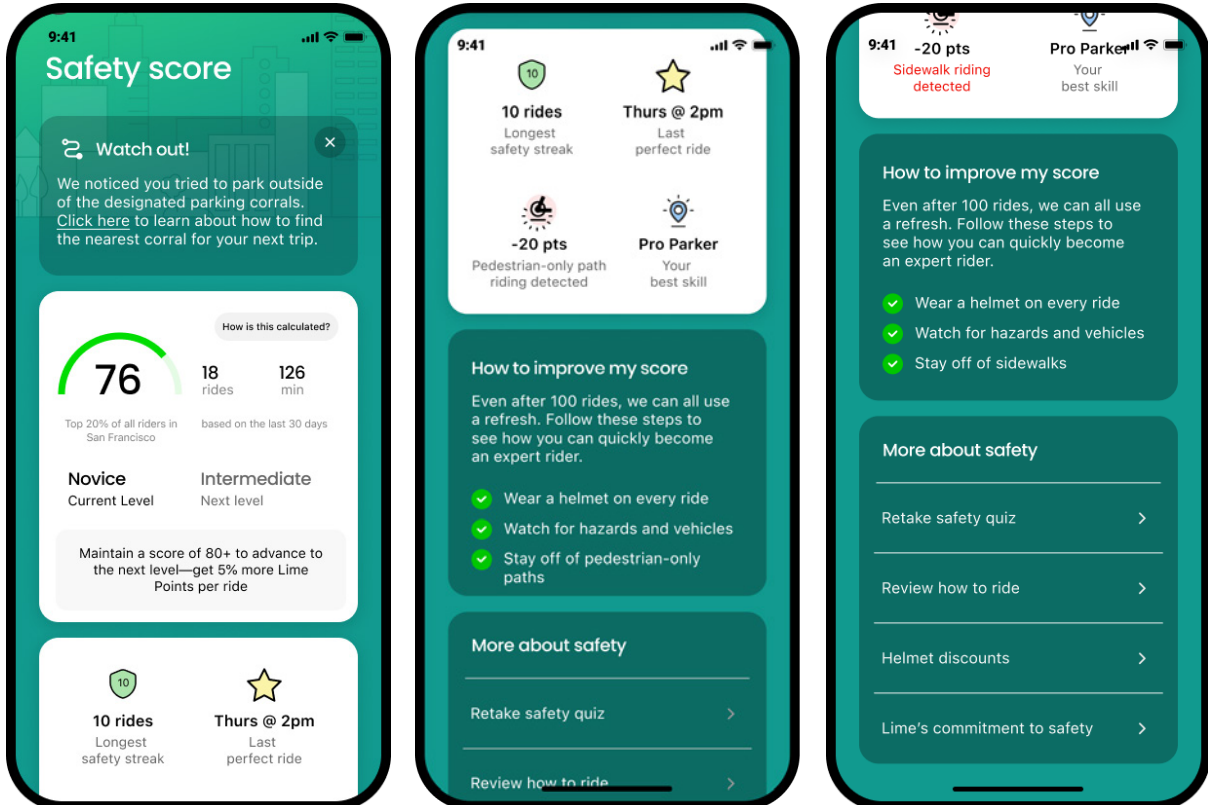 9:41
Safety score
Watch out!
We noticed you tried to park outside
of the designated parking corrals.
Click here to learn about how to find
the nearest corral for your next trip.
How is this calculated?
76
18
rides
126
min
Top 20% of all riders in
San Francisco
based on the last 30 days
Novice
Current Level
Intermediate
Next level
Maintain a score of 80+ to advance to
the next level—get 5% more Lime
Points per ride
10
10 rides
Longest
safety streak
Thurs @ 2pm
Last
perfect ride
9:41
10
10 rides
Longest
safety streak
Thurs @ 2pm
Last
perfect ride
-20 pts
Pedestrian-only path
riding detected
Pro Parker
Your
best skill
How to improve my score
Even after 100 rides, we can all use
a refresh. Follow these steps to
see how you can quickly become
an expert rider.
Wear a helmet on every ride
Watch for hazards and vehicles
Stay off of pedestrian-only
paths
More about safety
Retake safety quiz
Review how to ride
9:41
-20 pts
Sidewalk riding
detected
Pro Parker
Your
best skill
How to improve my score
Even after 100 rides, we can all use
a refresh. Follow these steps to
see how you can quickly become
an expert rider.
Wear a helmet on every ride
Watch for hazards and vehicles
Stay off of sidewalks
More about safety
Retake safety quiz
Review how to ride
Helmet discounts
Lime's commitment to safety